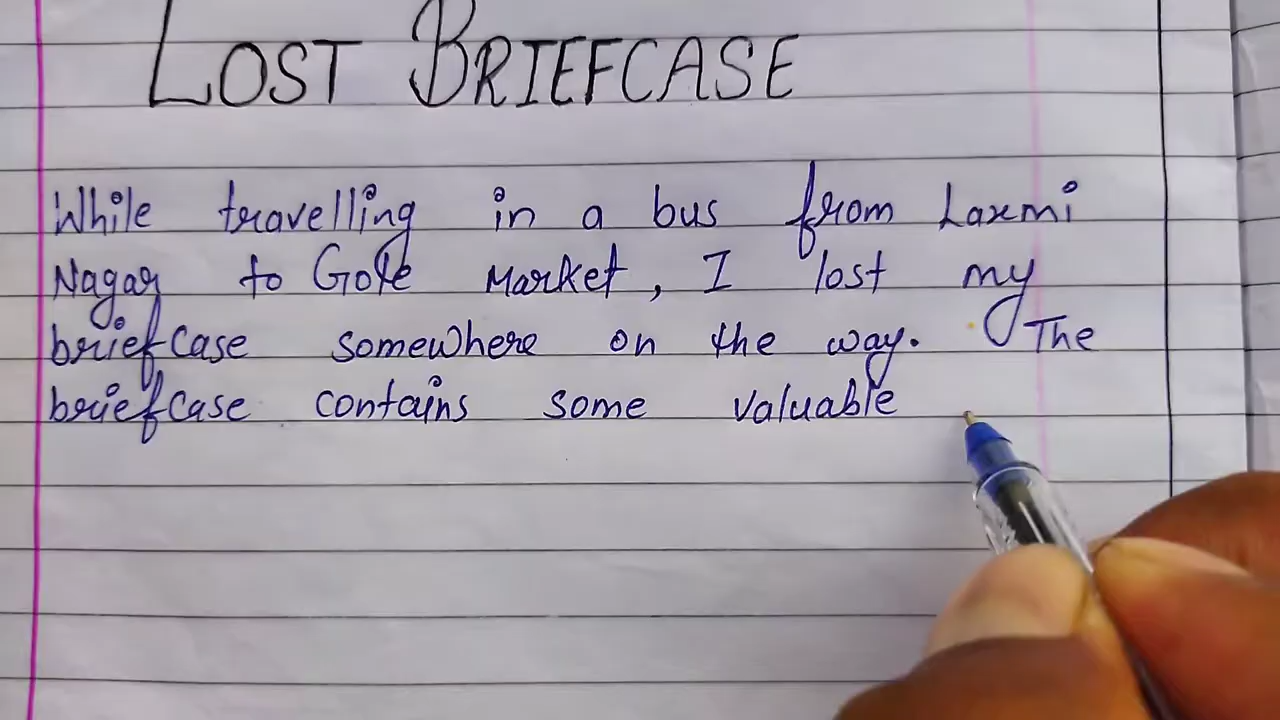 LOST BRIEFCASE
While travelling in a bus from Laxmi
Nagar to Gole Market, I lost my
briefcase somewhere on the way. The
briefcase contains some valuable